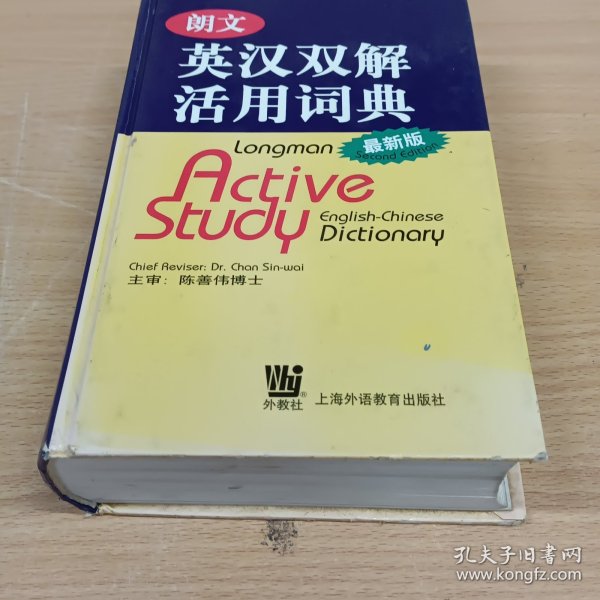 朗文
英汉双解
活用词典
Longman
最新版
Second Edition
Active
Study
English-Chinese
Dictionary
Chief Reviser: Dr. Chan Sin-wai
主审：陈善伟博士
Why
®
外教社
上海外语教育出版社
孔夫子旧书网
www.kongfz.com